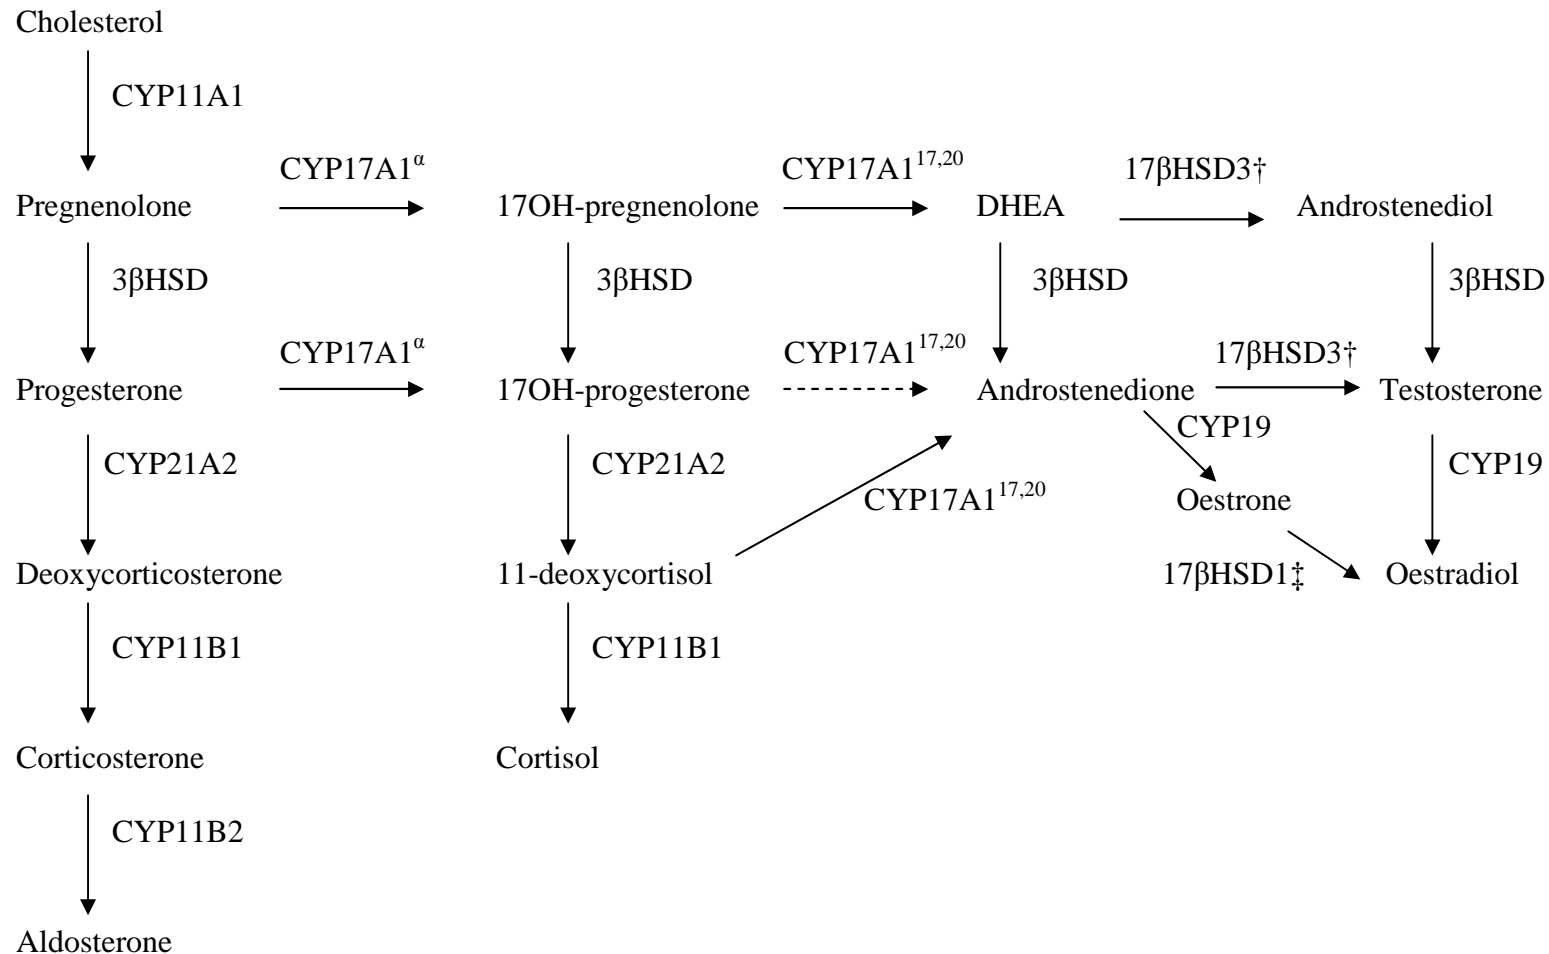 Cholesterol
CYP11A1
CYP17A1α
CYP17A117,20
17βHSD3†
Pregnenolone
17OH-pregnenolone
DHEA
Androstenediol
3βHSD
3βHSD
3βHSD
3βHSD
CYP17A1α
CYP17A117,20
17βHSD3†
Progesterone
17OH-progesterone
Androstenedione
Testosterone
CYP19
CYP21A2
CYP21A2
CYP19
CYP17A117,20
Oestrone
Deoxycorticosterone
11-deoxycortisol
17βHSD1‡
Oestradiol
CYP11B1
CYP11B1
Corticosterone
Cortisol
CYP11B2
Aldosterone